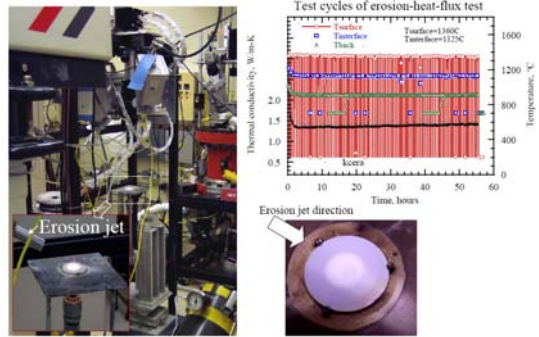 Test cycles of erosion-heat-flux test
Tsurface
Tanterface
Tback
Tsurface=1360C
Tanterface=1125C
Thermal conductivity, W/m-K
2.0
1.5
1.0
0.5
1600
1200
800
400
0
Temperature, °C
kcera
0 10 20 30 40 50 60
Time, hours
Erosion jet
Erosion jet direction